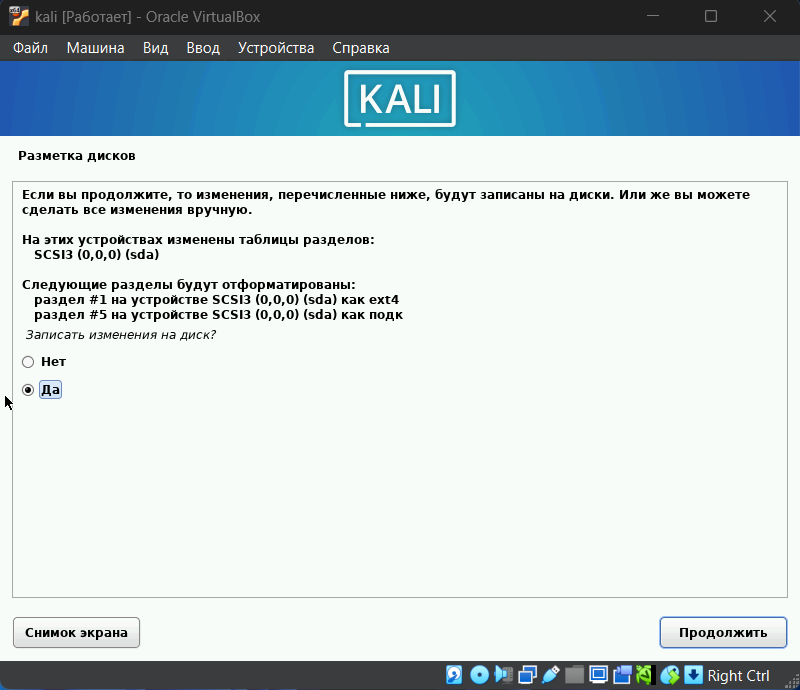 kali [Работает] - Oracle VirtualBox
Файл Машина Вид Ввод Устройства Справка
KALI
Разметка дисков
Если вы продолжите, то изменения, перечисленные ниже, будут записаны на диски. Или же вы можете
сделать все изменения вручную.
На этих устройствах изменены таблицы разделов:
SCSI3 (0,0,0) (sda)
Следующие разделы будут отформатированы:
раздел #1 на устройстве SCSI3 (0,0,0) (sda) как ext4
раздел #5 на устройстве SCSI3 (0,0,0) (sda) как подк
Записать изменения на диск?
Нет
Да
Снимок экрана Продолжить
Right Ctrl